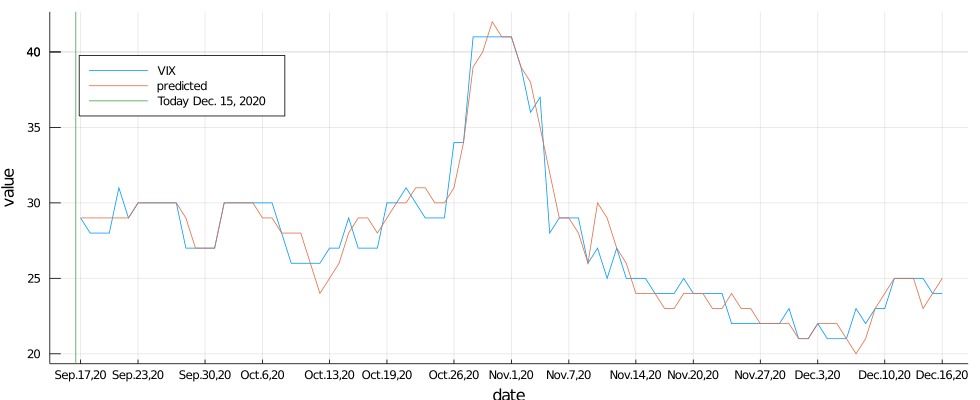 40
VIX
predicted
Today Dec. 15, 2020
35
value
30
25
20
Sep.17,20 Sep.23,20 Sep.30,20 Oct.6,20 Oct.13,20 Oct.19,20 Oct.26,20 Nov.1,20 Nov.7,20 Nov.14,20 Nov.20,20 Nov.27,20 Dec.3,20 Dec.10,20 Dec.16,20
date